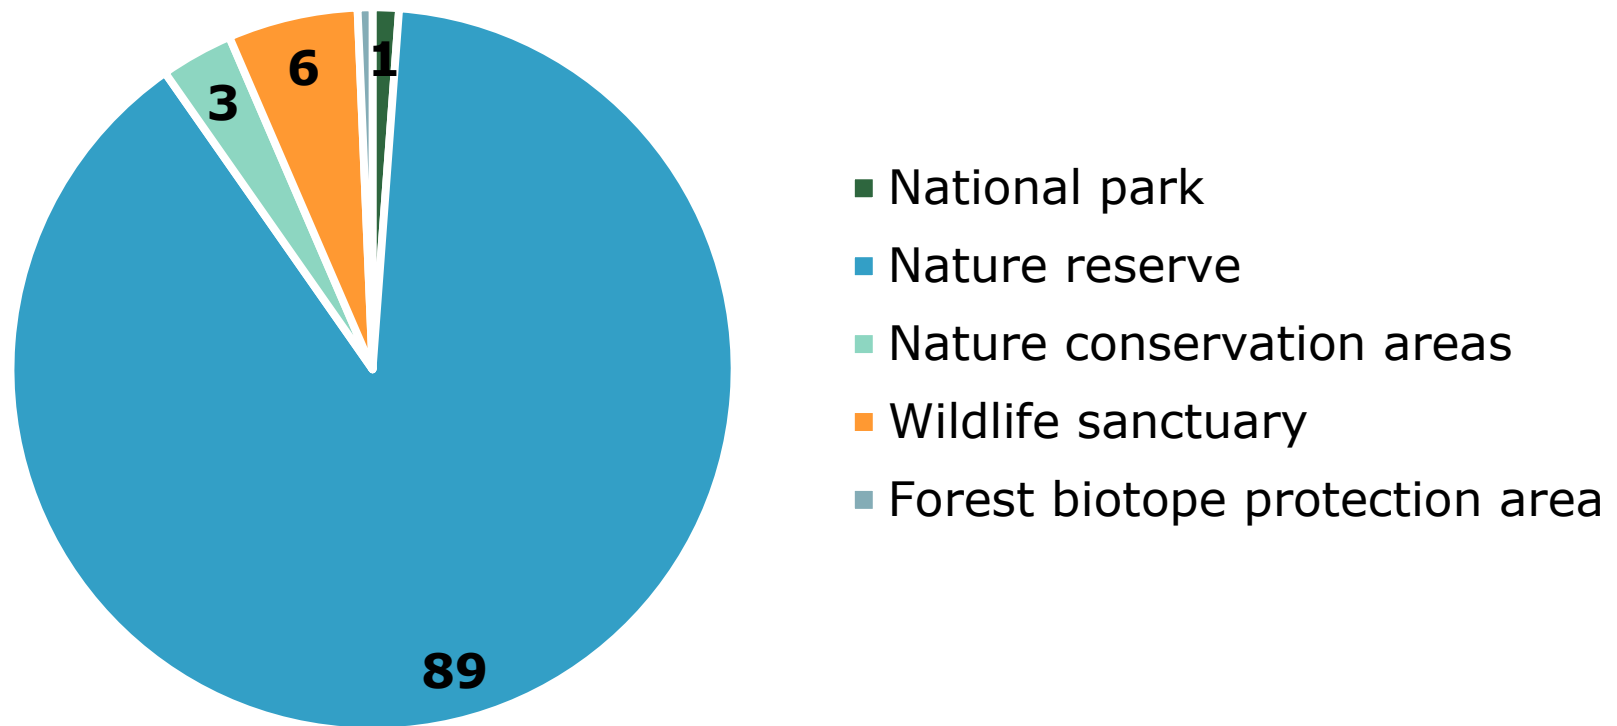 1
6
3
89
National park
Nature reserve
Nature conservation areas
Wildlife sanctuary
Forest biotope protection area